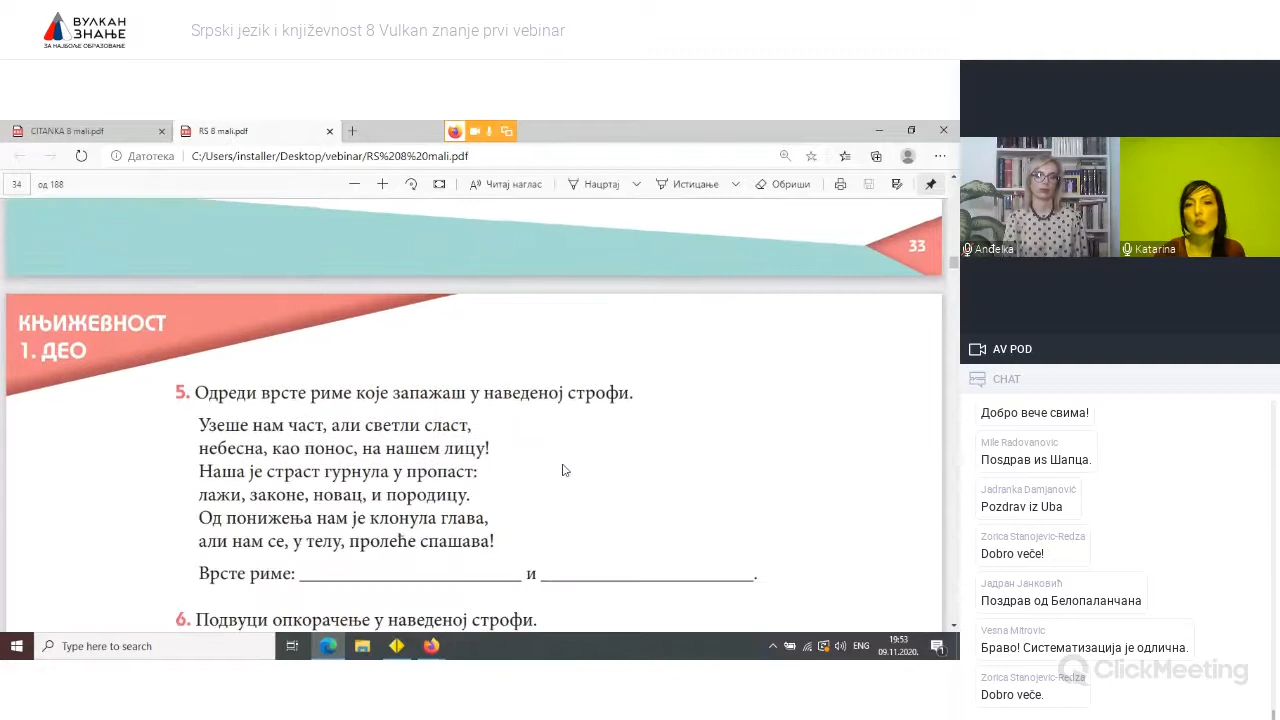 ВУЛКАН
ЗНАЊЕ
ЗА НАЈБОЉЕ ОБРАЗОВАЊЕ
Srpski jezik i književnost 8 Vulkan znanje prvi vebinar
CITANKA 8 mali.pdf
RS 8 mali.pdf
Датотека
C:/Users/installer/Desktop/vebinar/RS%208%20mali.pdf
34 од 188
Читај наглас
Нацртај
Истицање
Обриши
33
КЊИЖЕВНОСТ
1. ДЕО
5. Одреди врсте риме које запажаш у наведеној строфи.
Узеше нам част, али светли сласт,
небесна, као понос, на нашем лицу!
Наша је страст гурнула у пропаст:
лажи, законе, новац, и породицу.
Од понижења нам је клонула глава,
али нам се, у телу, пролеће спашава!
Врсте риме: ________________________ и ________________________.
6. Подвуци опкорачење у наведеној строфи.
Type here to search
ENG
19:53
09.11.2020.
1
Anđelka
Katarina
AV POD
CHAT
Добро вече свима!
Mile Radovanovic
Поздрав из Шапца.
Jadranka Damjanović
Pozdrav iz Uba
Zorica Stanojevic-Redza
Dobro veče!
Јадран Јанковић
Поздрав од Белопаланчана
Vesna Mitrovic
Браво! Систематизација је одлична.
Zorica Stanojevic-Redza
Dobro veče.
ClickMeeting